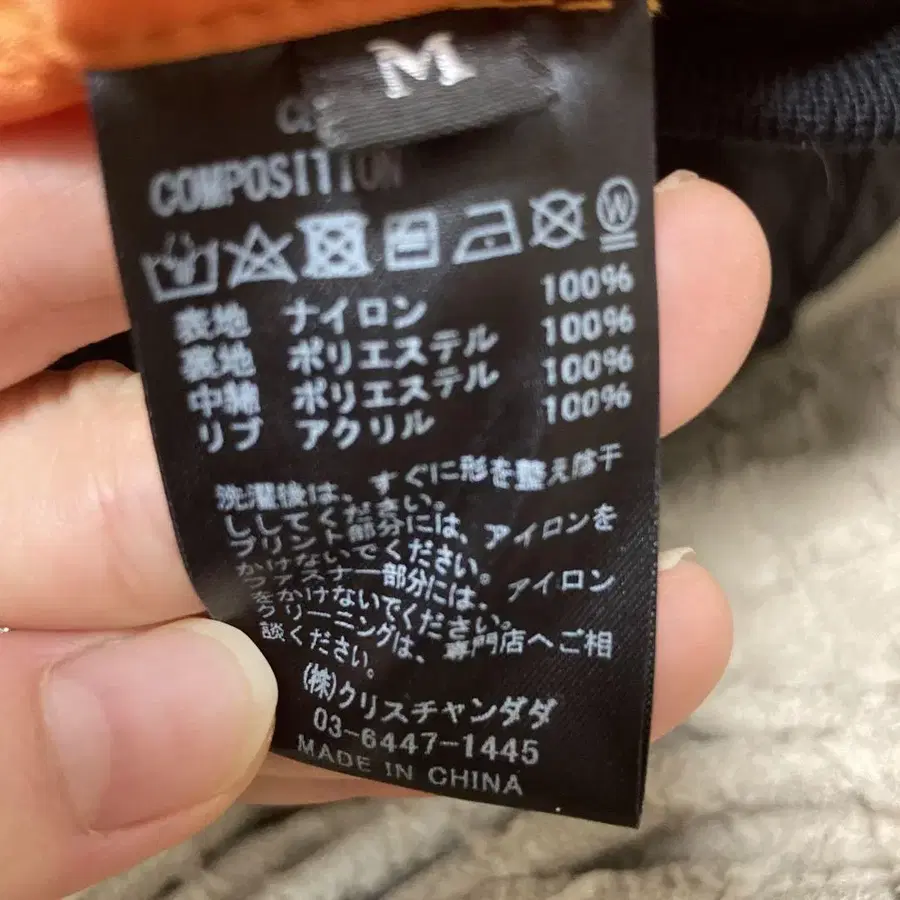 M
COMPOSITION
表地 ナイロン 100%
裏地 ポリエステル 100%
中綿 ポリエステル 100%
リブ アクリル 100%
洗濯後は、すぐに形を整え陰干
ししてください。
プリント部分には、アイロンを
かけないでください。
ファスナー部分には、アイロン
をかけないでください。
クリーニングは、専門店へご相
談ください。
(株)クリスチャンダダ
03-6447-1445
MADE IN CHINA